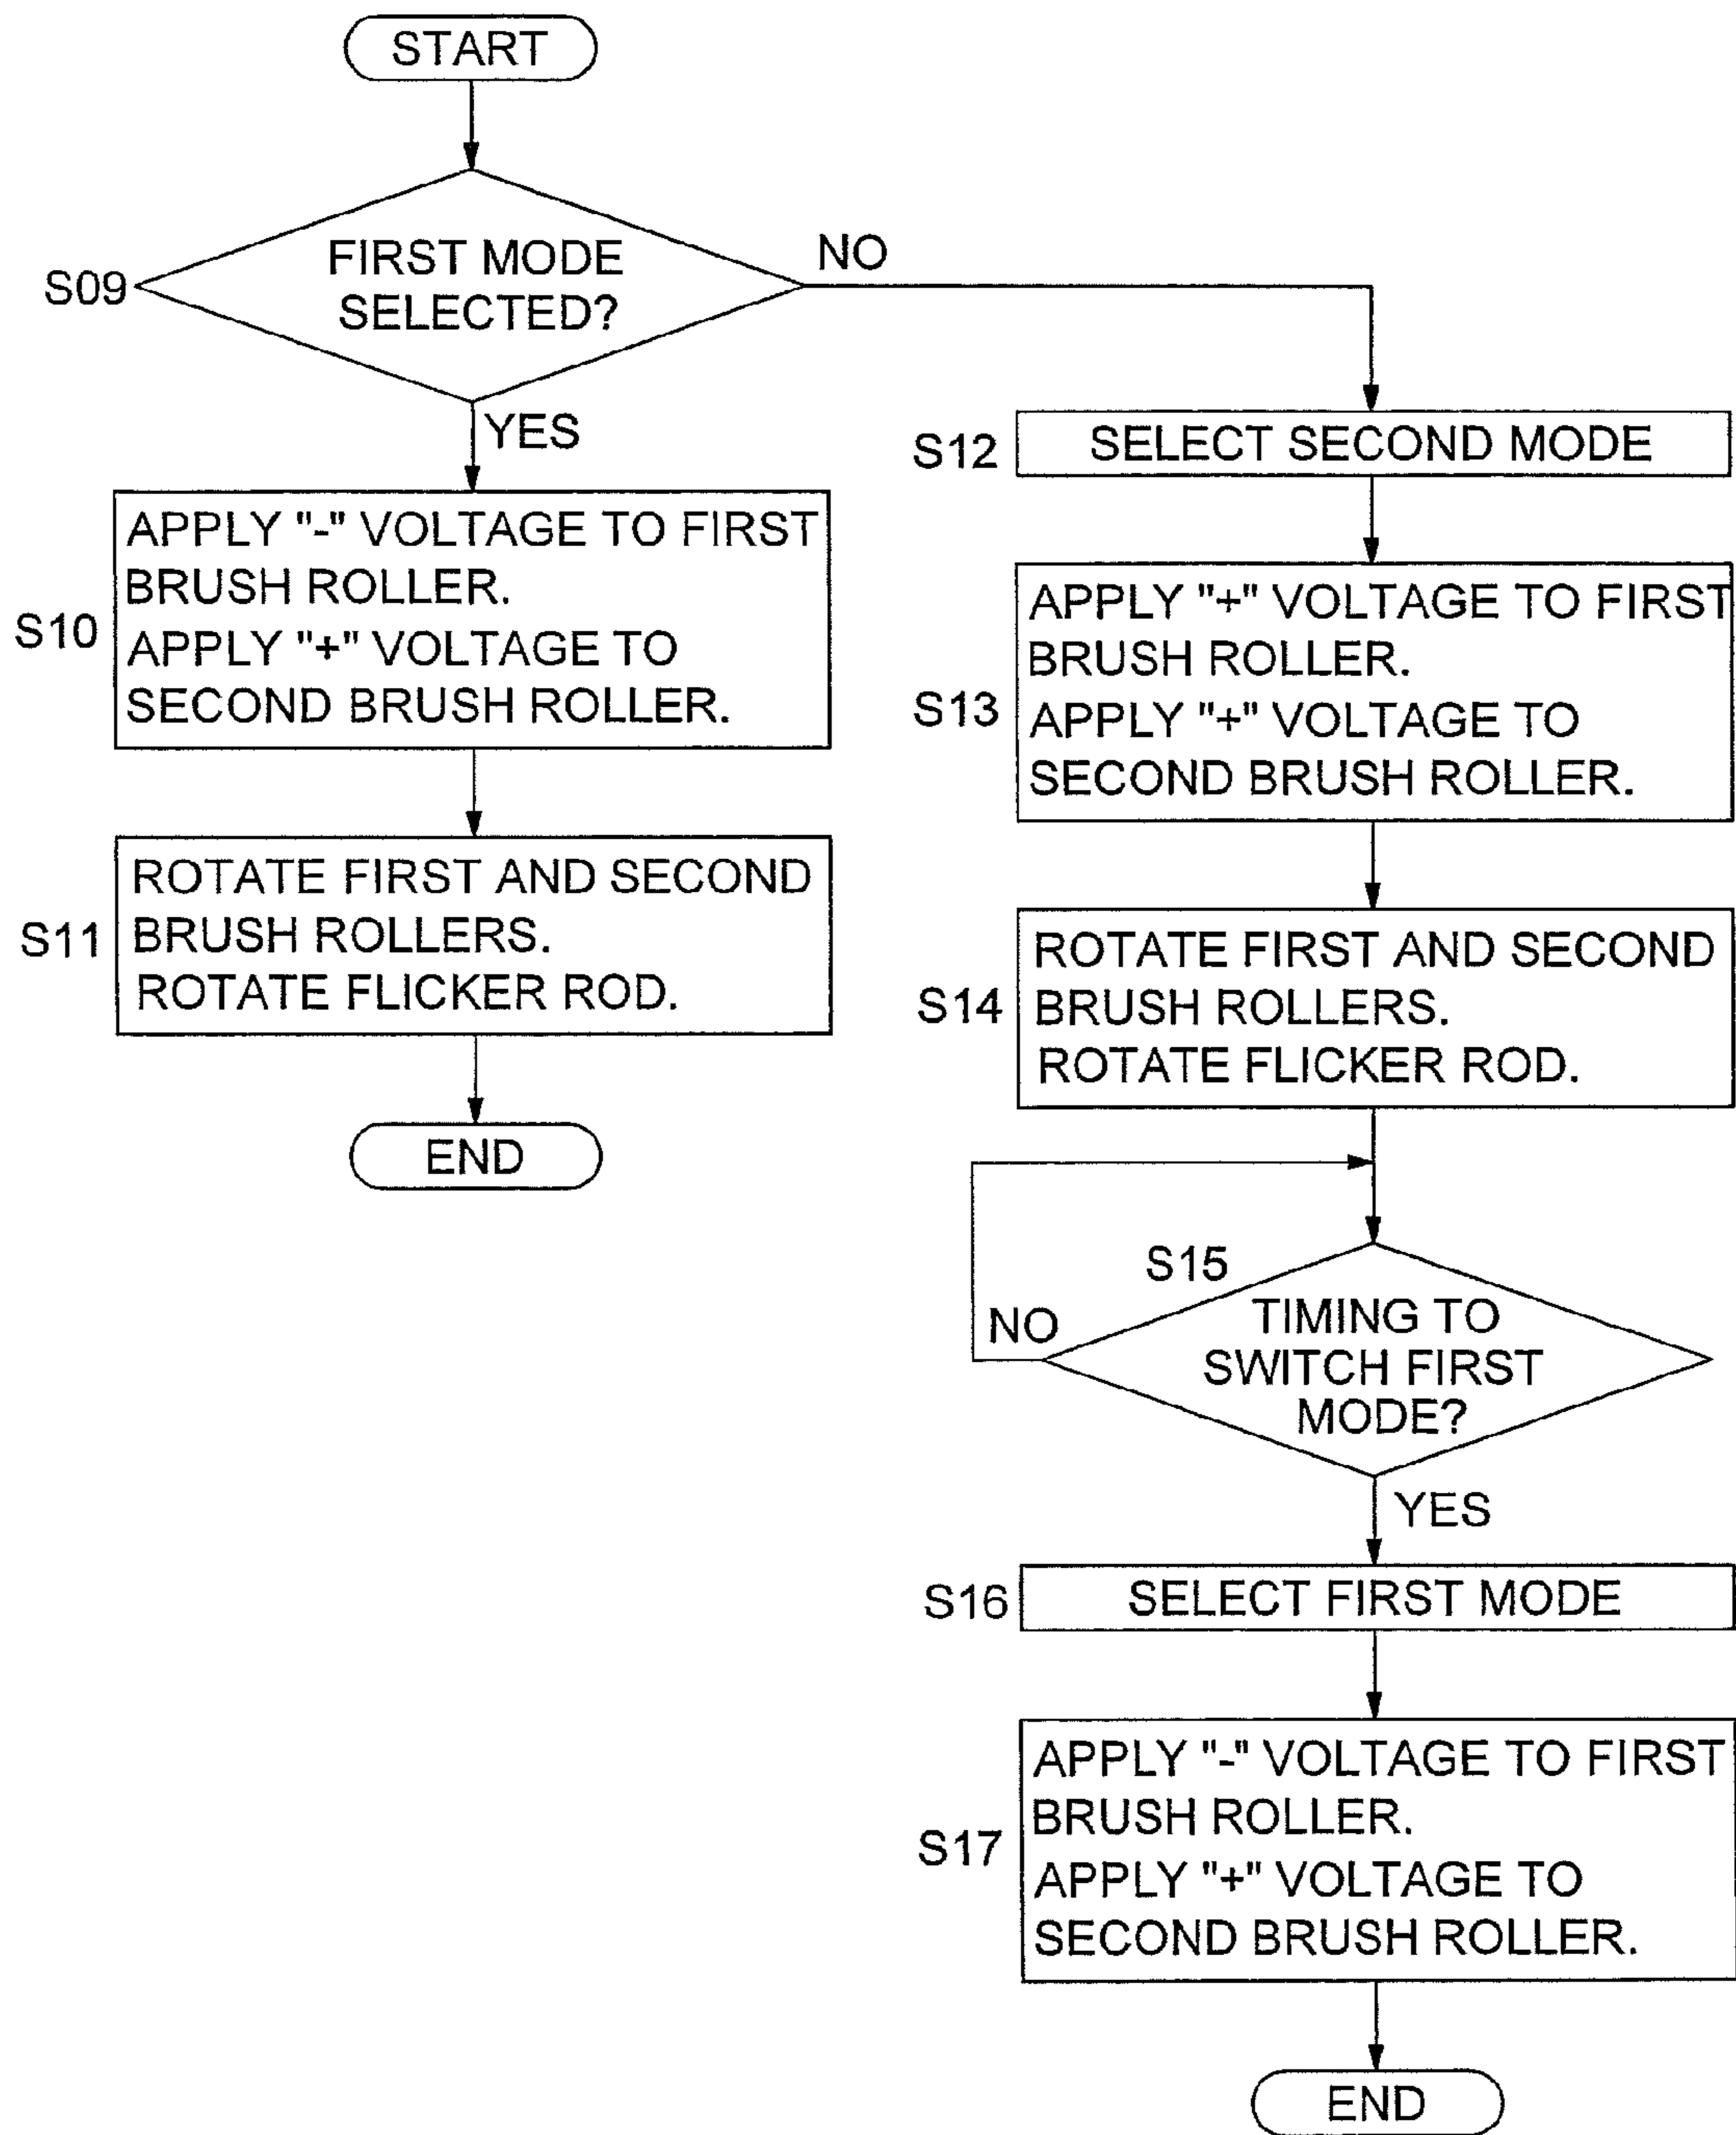 START
S09
FIRST MODE
SELECTED?
NO
YES
S10
APPLY "-" VOLTAGE TO FIRST
BRUSH ROLLER.
APPLY "+" VOLTAGE TO
SECOND BRUSH ROLLER.
S11
ROTATE FIRST AND SECOND
BRUSH ROLLERS.
ROTATE FLICKER ROD.
END
S12
SELECT SECOND MODE
S13
APPLY "+" VOLTAGE TO FIRST
BRUSH ROLLER.
APPLY "+" VOLTAGE TO
SECOND BRUSH ROLLER.
S14
ROTATE FIRST AND SECOND
BRUSH ROLLERS.
ROTATE FLICKER ROD.
S15
TIMING TO
SWITCH FIRST
MODE?
NO
YES
S16
SELECT FIRST MODE
S17
APPLY "-" VOLTAGE TO FIRST
BRUSH ROLLER.
APPLY "+" VOLTAGE TO
SECOND BRUSH ROLLER.
END